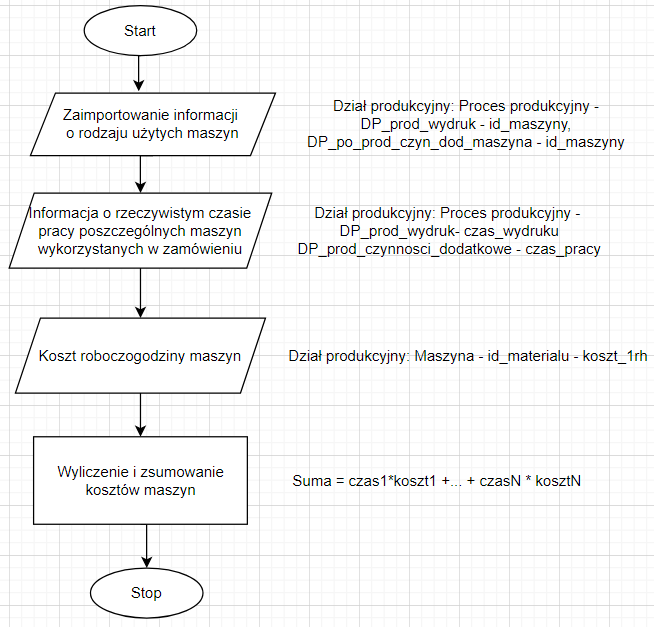 Start
Zaimportowanie informacji
o rodzaju użytych maszyn
Dział produkcyjny: Proces produkcyjny -
DP_prod_wydruk - id_maszyny,
DP_po_prod_czyn_dod_maszyna - id_maszyny
Informacja o rzeczywistym czasie
pracy poszczególnych maszyn
wykorzystanych w zamówieniu
Dział produkcyjny: Proces produkcyjny -
DP_prod_wydruk- czas_wydruku
DP_prod_czynnosci_dodatkowe - czas_pracy
Koszt roboczogodziny maszyn
Dział produkcyjny: Maszyna - id_materialu - koszt_1rh
Wyliczenie i zsumowanie
kosztów maszyn
Suma = czas1*koszt1 +... + czasN * kosztN
Stop